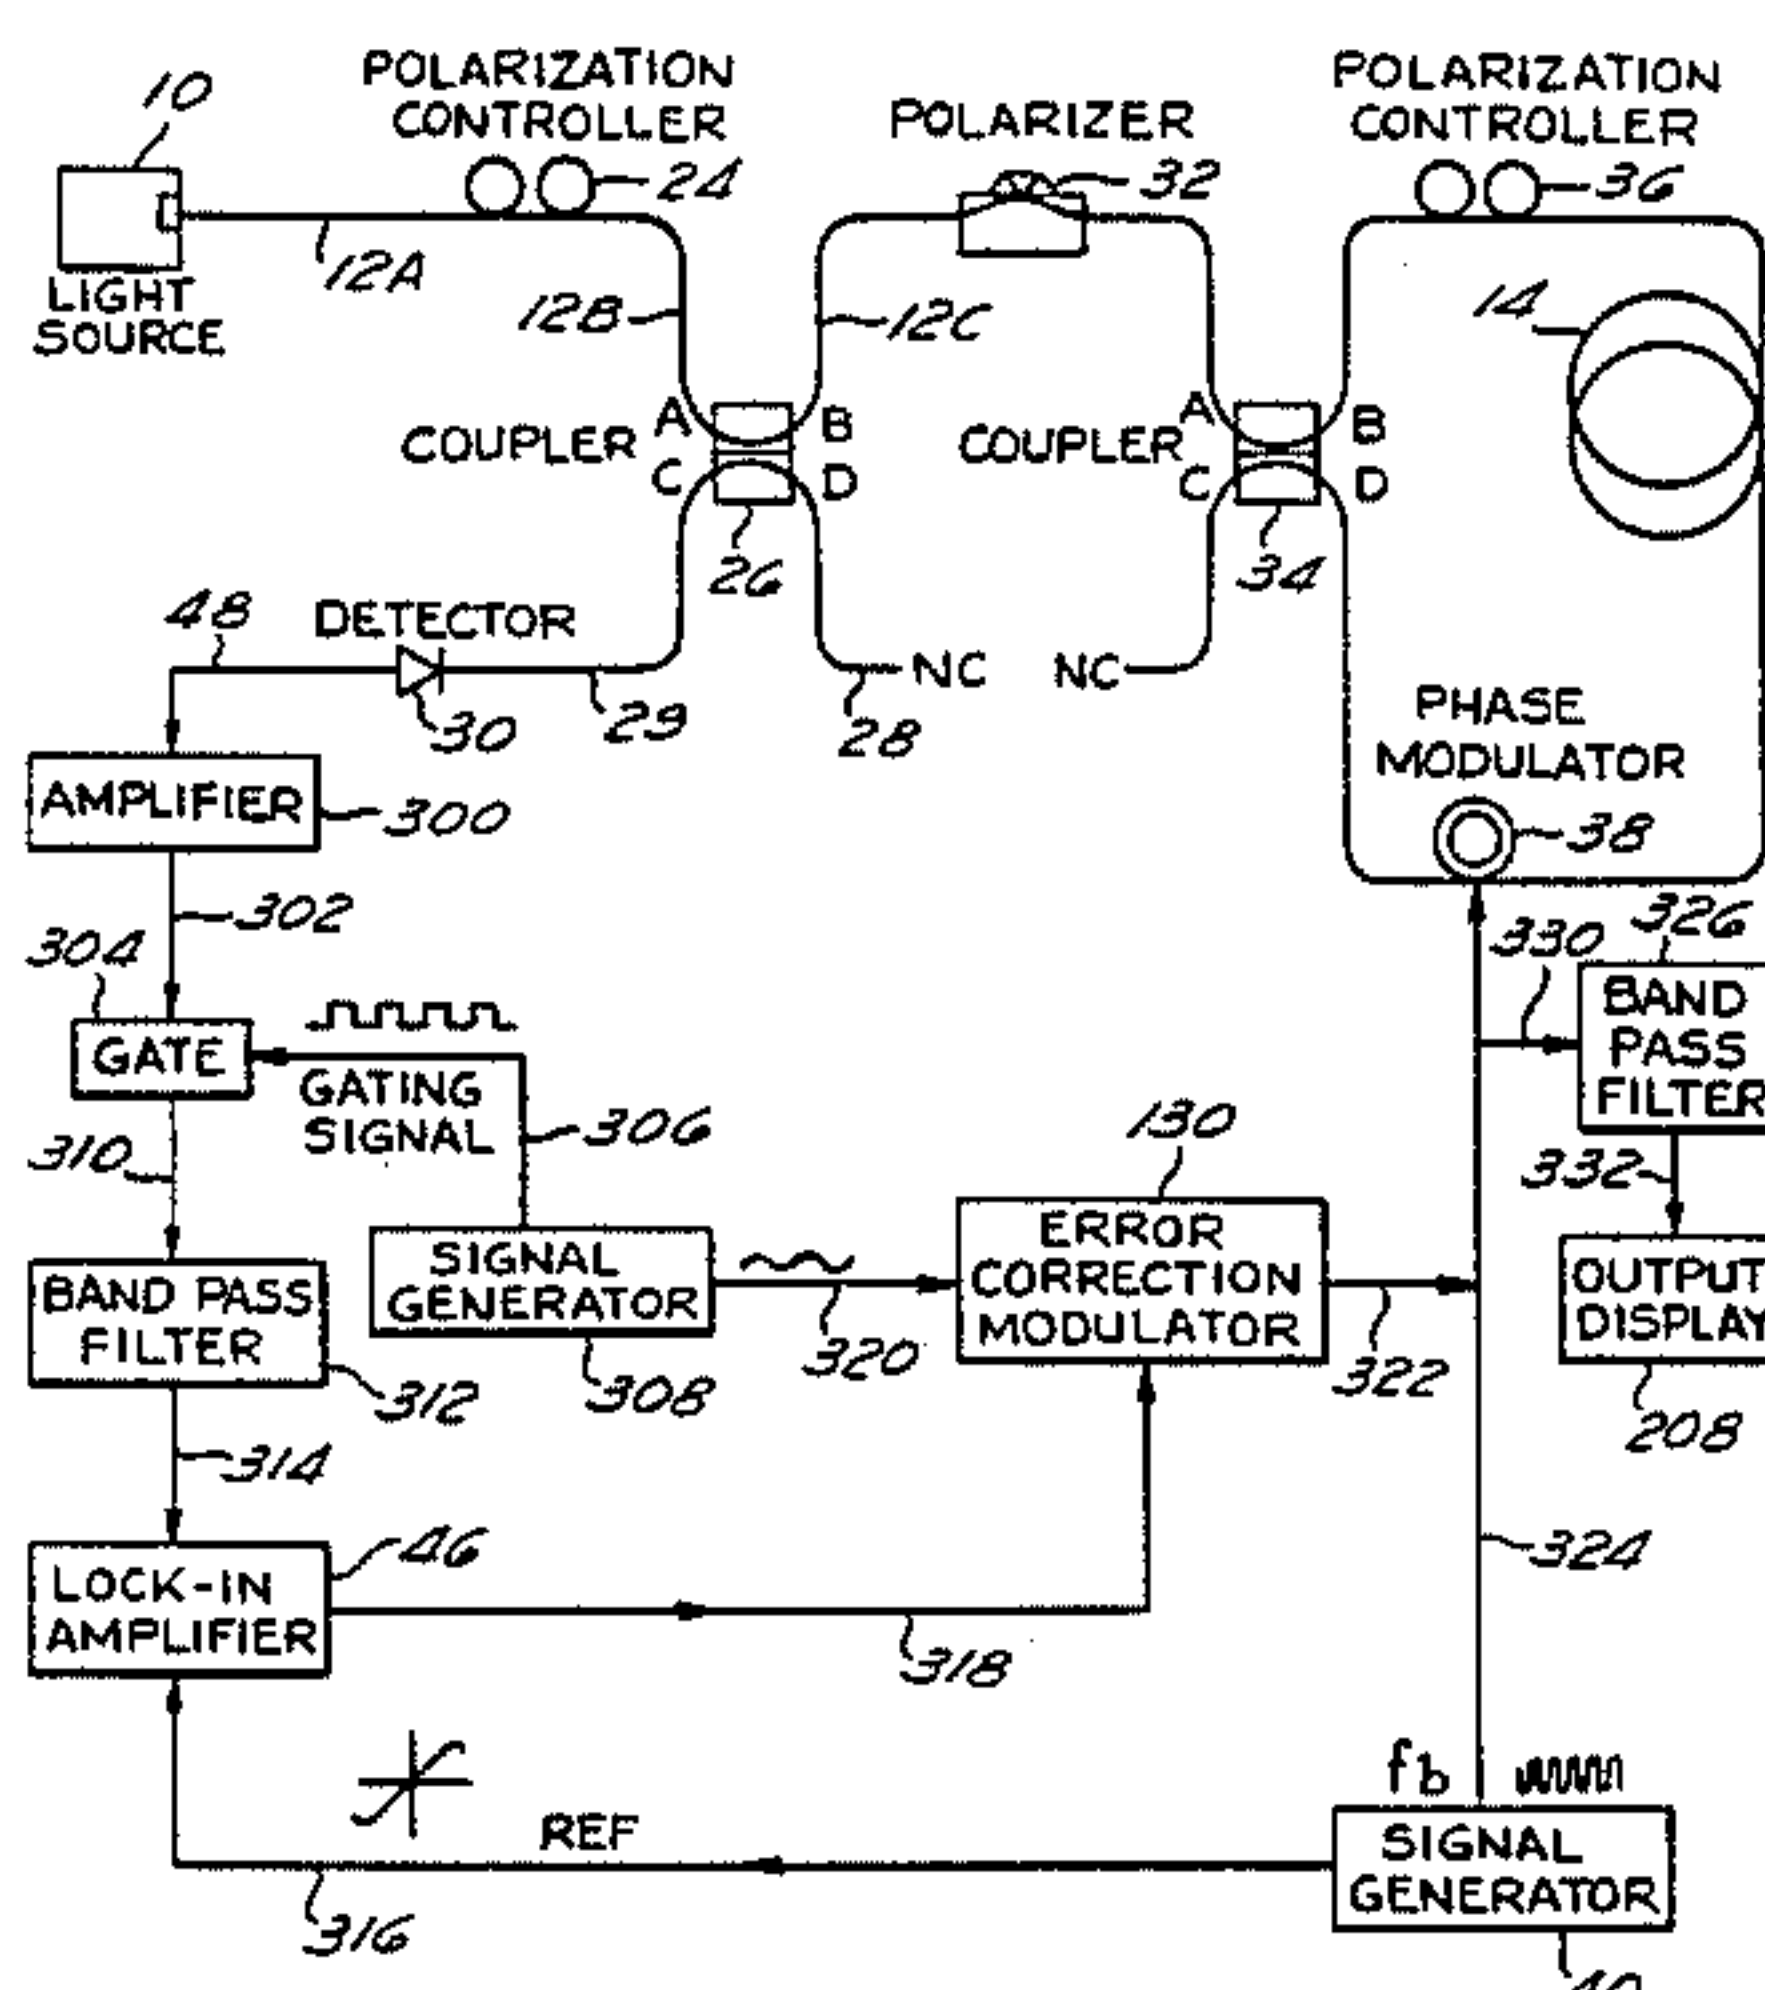 10
POLARIZATION
CONTROLLER
24
POLARIZER
32
POLARIZATION
CONTROLLER
36
LIGHT
SOURCE
12A
12B
12C
14
COUPLER
A
B
C
D
26
COUPLER
A
B
C
D
34
48
DETECTOR
30
29
28
NC
NC
PHASE
MODULATOR
38
AMPLIFIER
300
302
304
GATE
GATING
SIGNAL
306
330
326
BAND
PASS
FILTER
332
310
130
SIGNAL
GENERATOR
308
320
ERROR
CORRECTION
MODULATOR
322
OUTPUT
DISPLAY
208
BAND PASS
FILTER
312
314
LOCK-IN
AMPLIFIER
46
318
324
REF
316
fb
SIGNAL
GENERATOR